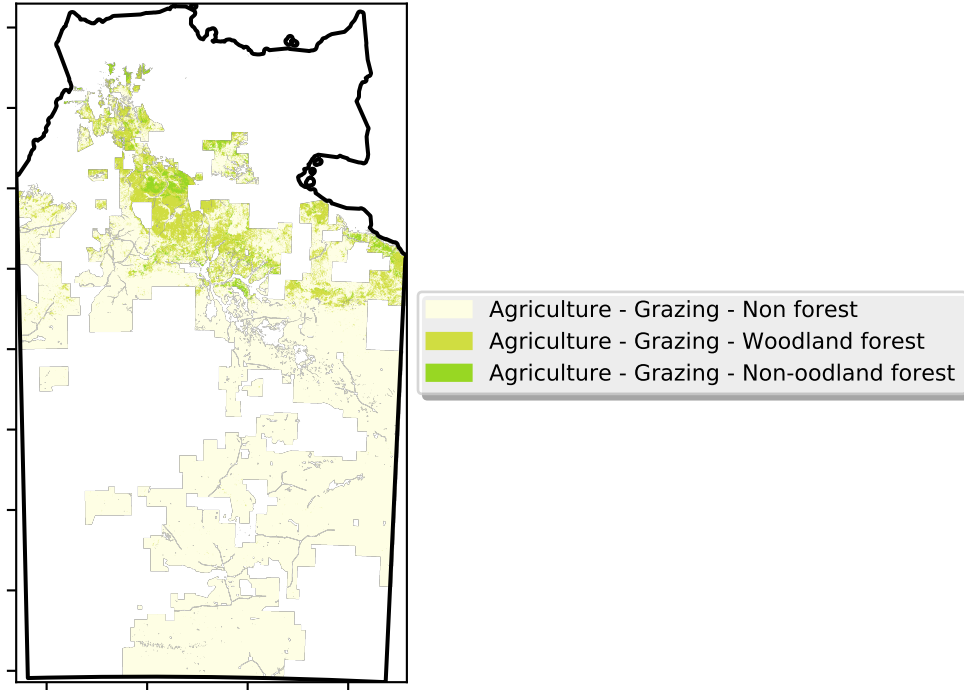 Agriculture - Grazing - Non forest
Agriculture - Grazing - Woodland forest
Agriculture - Grazing - Non-oodland forest